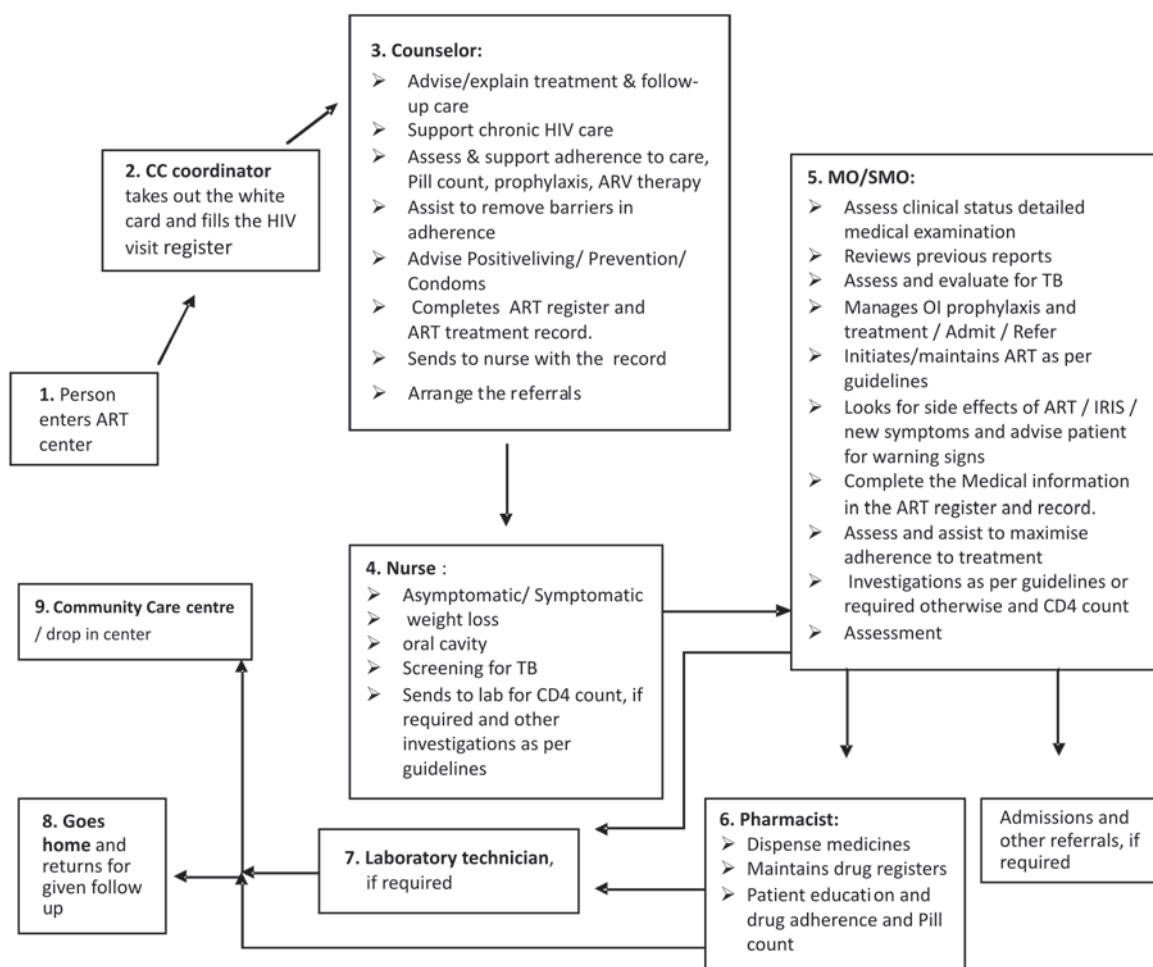 1. Person
enters ART
center
2. CC coordinator
takes out the white
card and fills the HIV
visit register
3. Counselor:
➢ Advise/explain treatment & follow-
up care
➢ Support chronic HIV care
➢ Assess & support adherence to care,
Pill count, prophylaxis, ARV therapy
➢ Assist to remove barriers in
adherence
➢ Advise Positiveliving/ Prevention/
Condoms
➢ Completes ART register and
ART treatment record.
➢ Sends to nurse with the record
➢ Arrange the referrals
4. Nurse :
➢ Asymptomatic/ Symptomatic
➢ weight loss
➢ oral cavity
➢ Screening for TB
➢ Sends to lab for CD4 count, if
required and other
investigations as per
guidelines
5. MO/SMO:
➢ Assess clinical status detailed
medical examination
➢ Reviews previous reports
➢ Assess and evaluate for TB
➢ Manages OI prophylaxis and
treatment / Admit / Refer
➢ Initiates/maintains ART as per
guidelines
➢ Looks for side effects of ART / IRIS /
new symptoms and advise patient
for warning signs
➢ Complete the Medical information
in the ART register and record.
➢ Assess and assist to maximise
adherence to treatment
➢ Investigations as per guidelines or
required otherwise and CD4 count
➢ Assessment
6. Pharmacist:
➢ Dispense medicines
➢ Maintains drug registers
➢ Patient education and
drug adherence and Pill
count
Admissions and
other referrals, if
required
7. Laboratory technician,
if required
8. Goes
home and
returns for
given follow
up
9. Community Care centre
/ drop in center